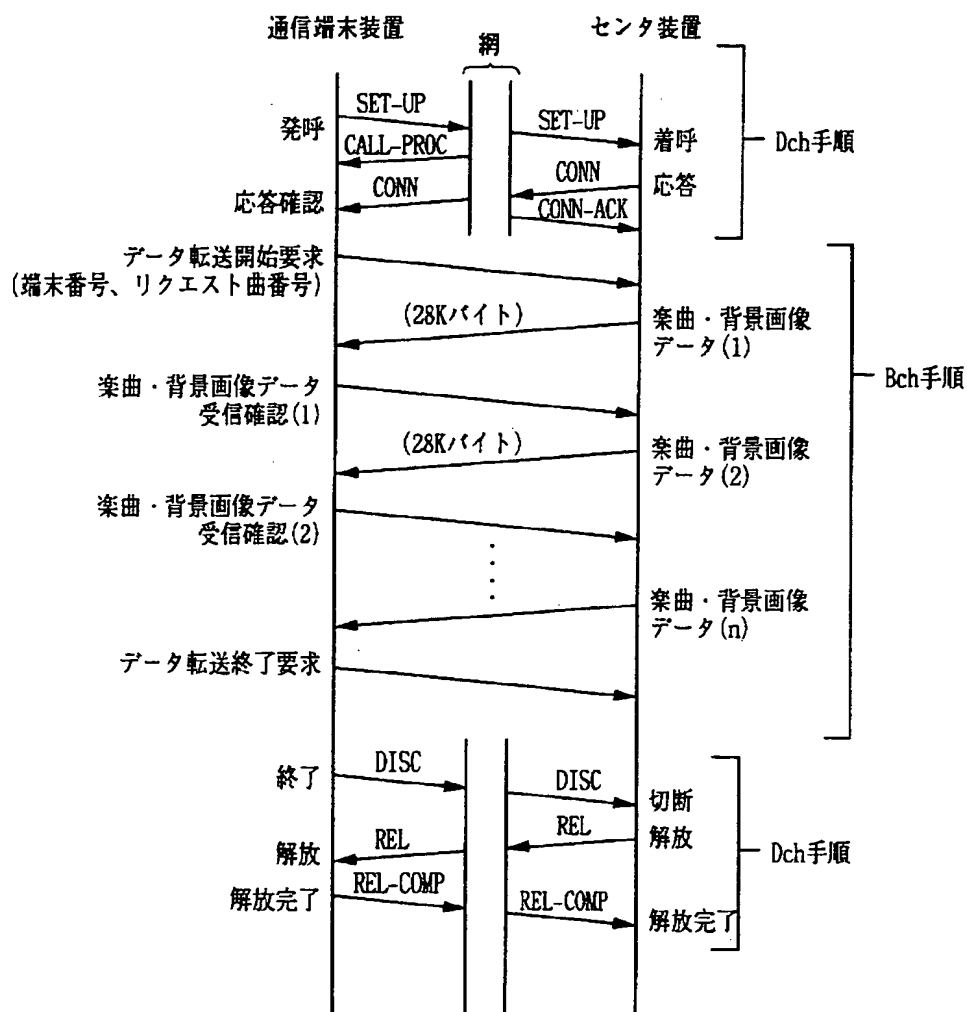 通信端末装置
網
センタ装置
SET-UP
発呼
SET-UP
着呼
CALL-PROC
CONN
応答
CONN
応答確認
CONN-ACK
Dch手順
データ転送開始要求
(端末番号、リクエスト曲番号)
(28Kバイト)
楽曲・背景画像
データ(1)
楽曲・背景画像データ
受信確認(1)
Bch手順
(28Kバイト)
楽曲・背景画像
データ(2)
楽曲・背景画像データ
受信確認(2)
楽曲・背景画像
データ(n)
データ転送終了要求
終了
DISC
DISC
切断
REL
解放
REL
解放
Dch手順
REL-COMP
解放完了
REL-COMP
解放完了